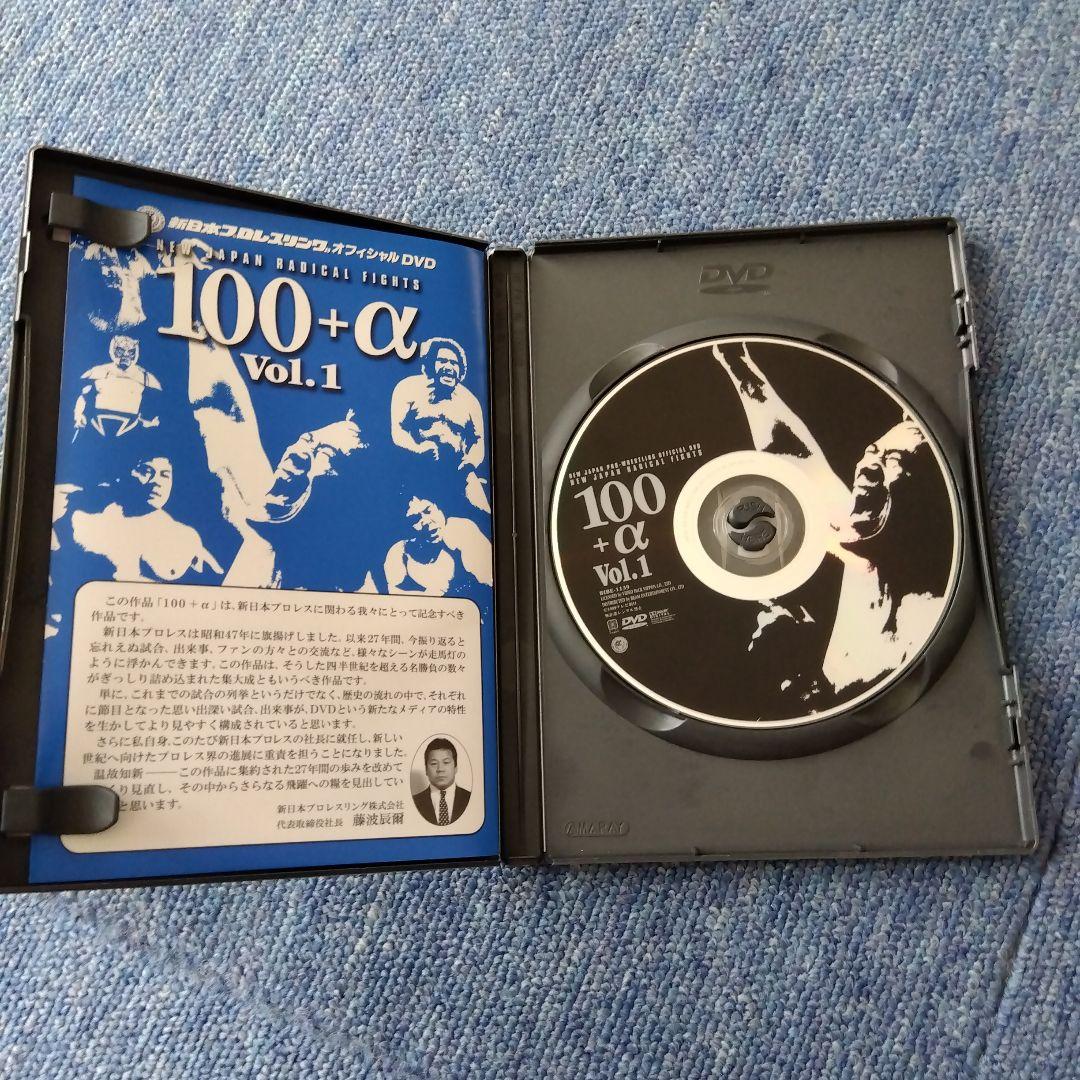 新日本プロレスリング オフィシャルDVD
NEW JAPAN RADICAL FIGHTS
100+α
Vol.1
この作品「100+α」は、新日本プロレスに関わる我々にとって記念すべき
作品です。
新日本プロレスは昭和47年に旗揚げしました。以来27年間、今振り返ると
忘れえぬ試合、出来事、ファンの方々との交流など、様々なシーンが走馬灯
のように浮かんできます。この作品は、そうした四半世紀を超える名勝負の数々
がぎっしり詰め込まれた集大成ともいうべき作品です。
単に、これまでの試合の列挙というだけでなく、歴史の流れの中で、それぞれ
に節目となった思い出深い試合、出来事が、DVDという新たなメディアの特性
を生かしてより見やすく構成されていると思います。
さらに私自身、このたび新日本プロレスの社長に就任し、新しい
世紀へ向けたプロレス界の進展に重責を担うことになりました。
温故知新――この作品に集約された27年間の歩みを改めて
くり見直し、その中からさらなる飛躍への糧を見出してい
と思います。
新日本プロレスリング株式会社
代表取締役社長 藤波辰爾
DVD
NEW JAPAN PRO-WRESTLING OFFICIAL DVD
NEW JAPAN RADICAL FIGHTS
100
+α
Vol.1
DVD
AMARAY